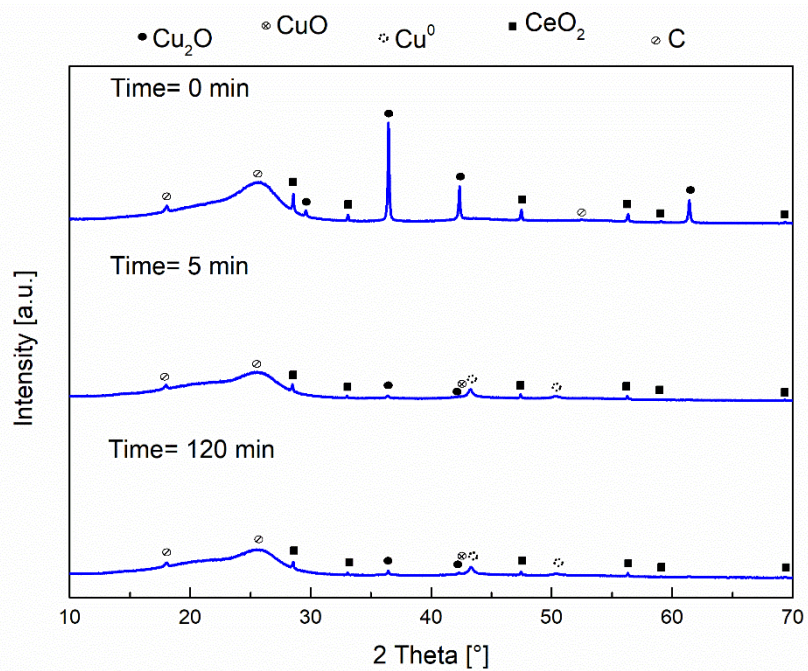 Cu₂O CuO Cu⁰ CeO₂ C
Time= 0 min
Time= 5 min
Time= 120 min
Intensity [a.u.]
10 20 30 40 50 60 70
2 Theta [°]